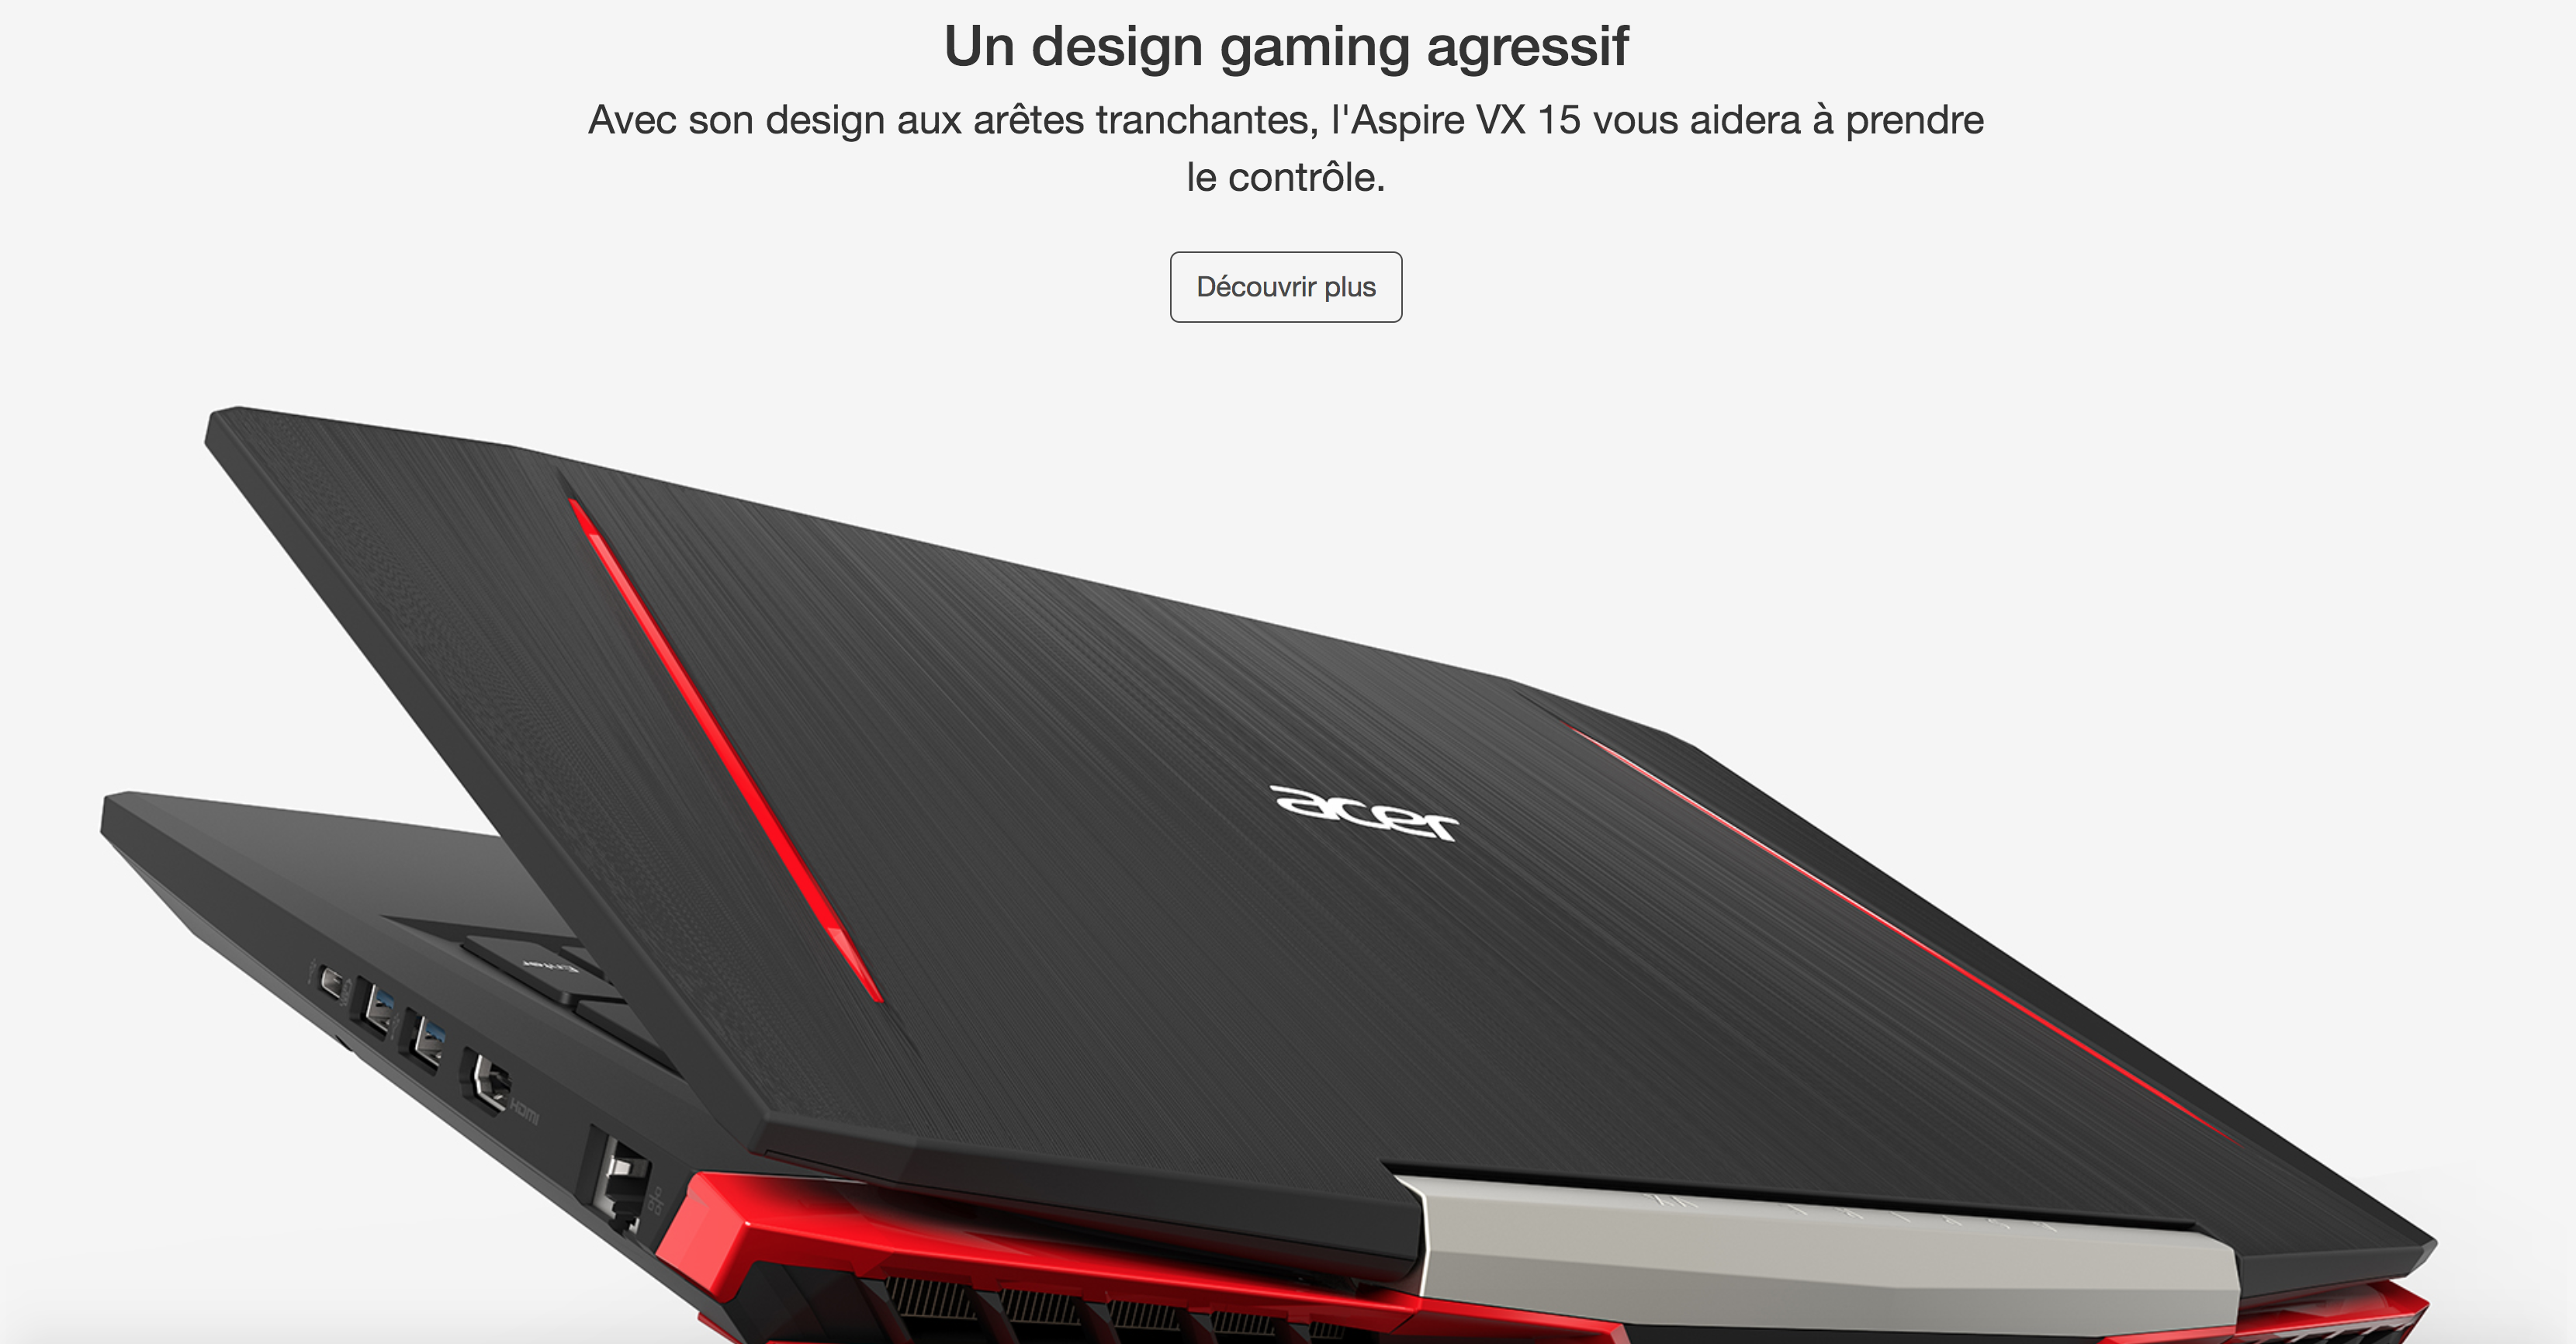 Un design gaming agressif
Avec son design aux arêtes tranchantes, l'Aspire VX 15 vous aidera à prendre
le contrôle.
Découvrir plus
acer
Enter
HDMI